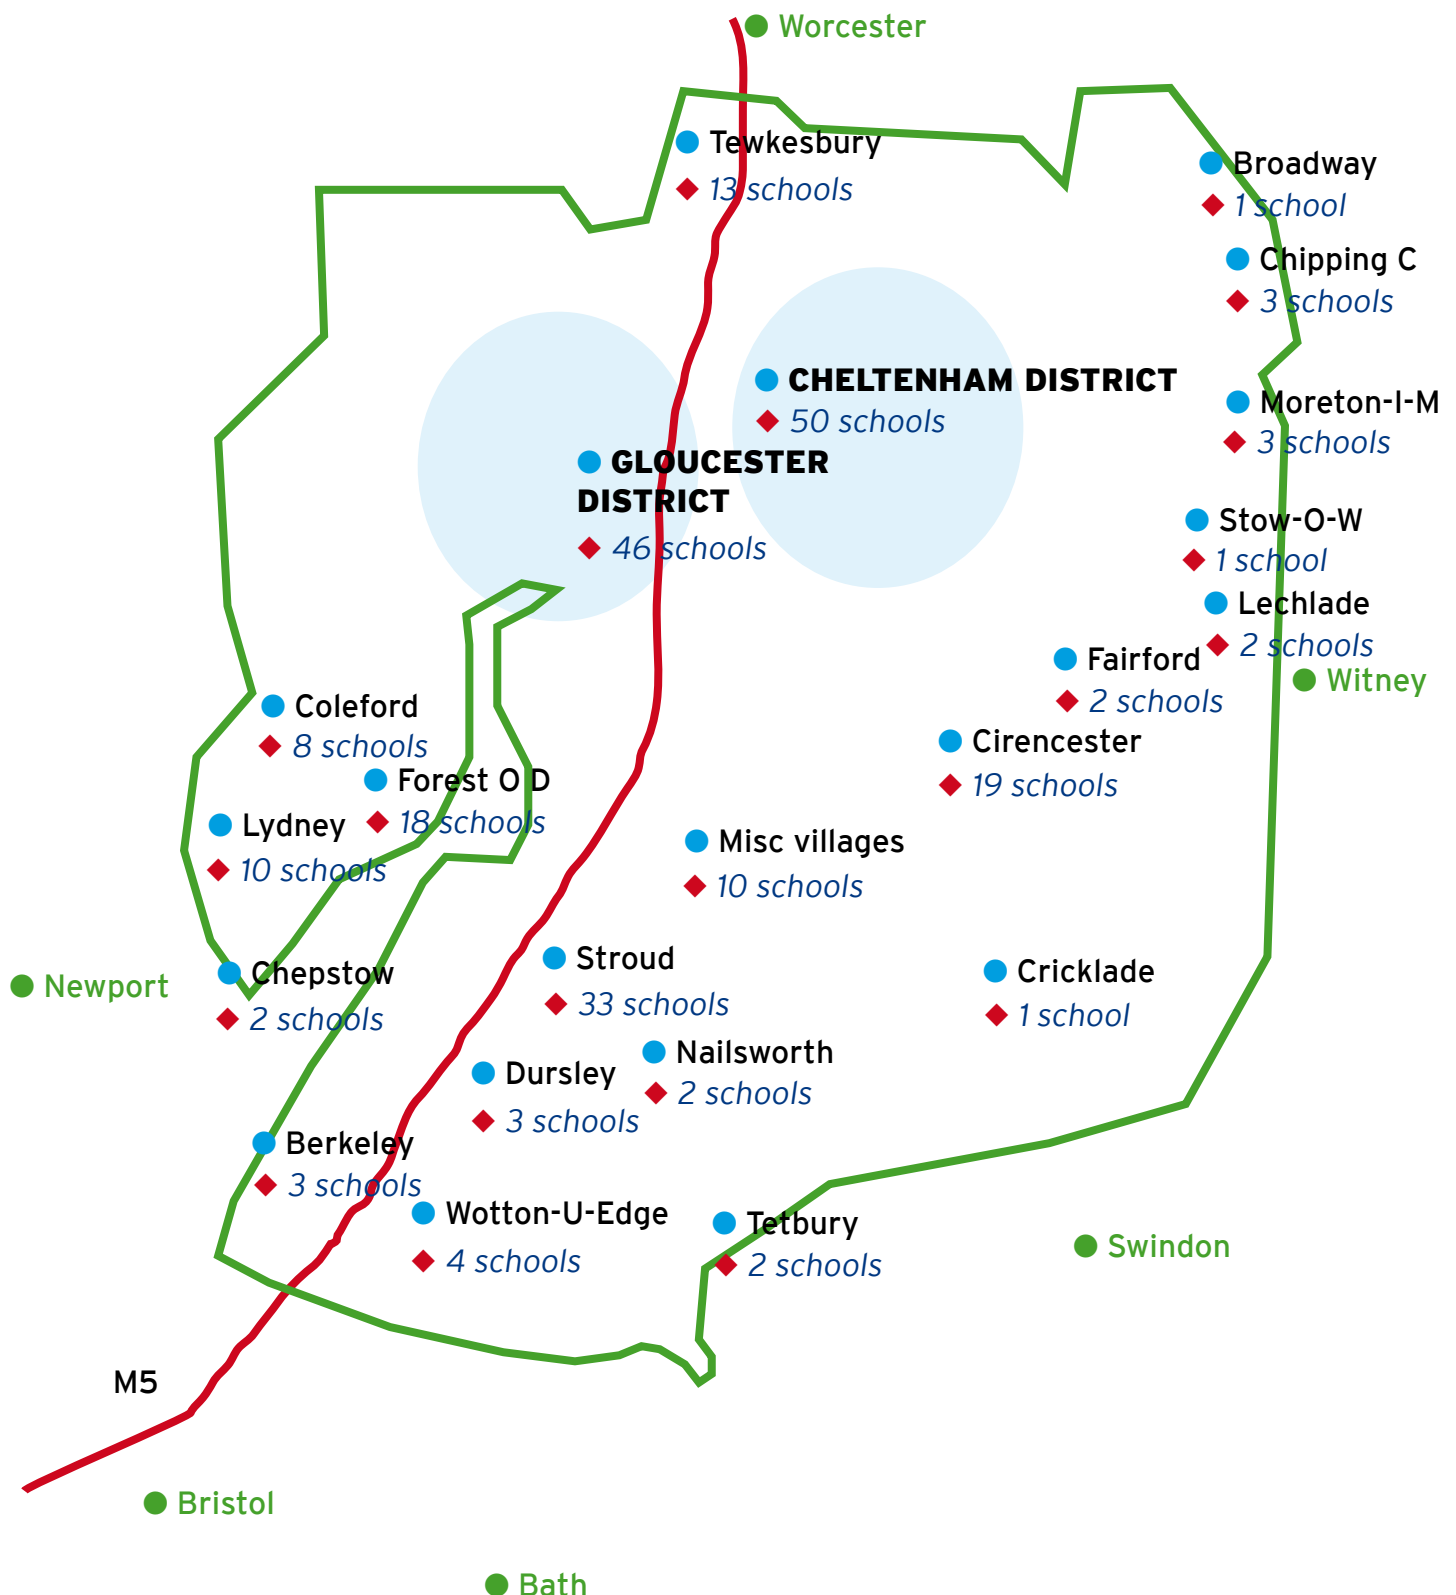 Worcester
Tewkesbury
13 schools
Broadway
1 school
Chipping C
3 schools
CHELTENHAM DISTRICT
50 schools
Moreton-I-M
3 schools
GLOUCESTER
DISTRICT
46 schools
Stow-O-W
1 school
Lechlade
2 schools
Fairford
2 schools
Witney
Coleford
8 schools
Cirencester
19 schools
Forest O D
18 schools
Lydney
10 schools
Misc villages
10 schools
Newport
Chepstow
2 schools
Stroud
33 schools
Cricklade
1 school
Nailsworth
2 schools
Dursley
3 schools
Berkeley
3 schools
Wotton-U-Edge
4 schools
Tetbury
2 schools
Swindon
M5
Bristol
Bath